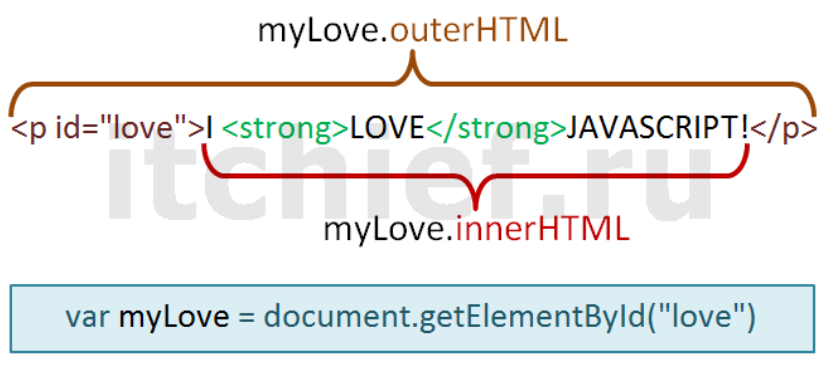 myLove.outerHTML
<p id="love">I <strong>LOVE</strong>JAVASCRIPT!</p>
itchief.ru
myLove.innerHTML
var myLove = document.getElementById("love")